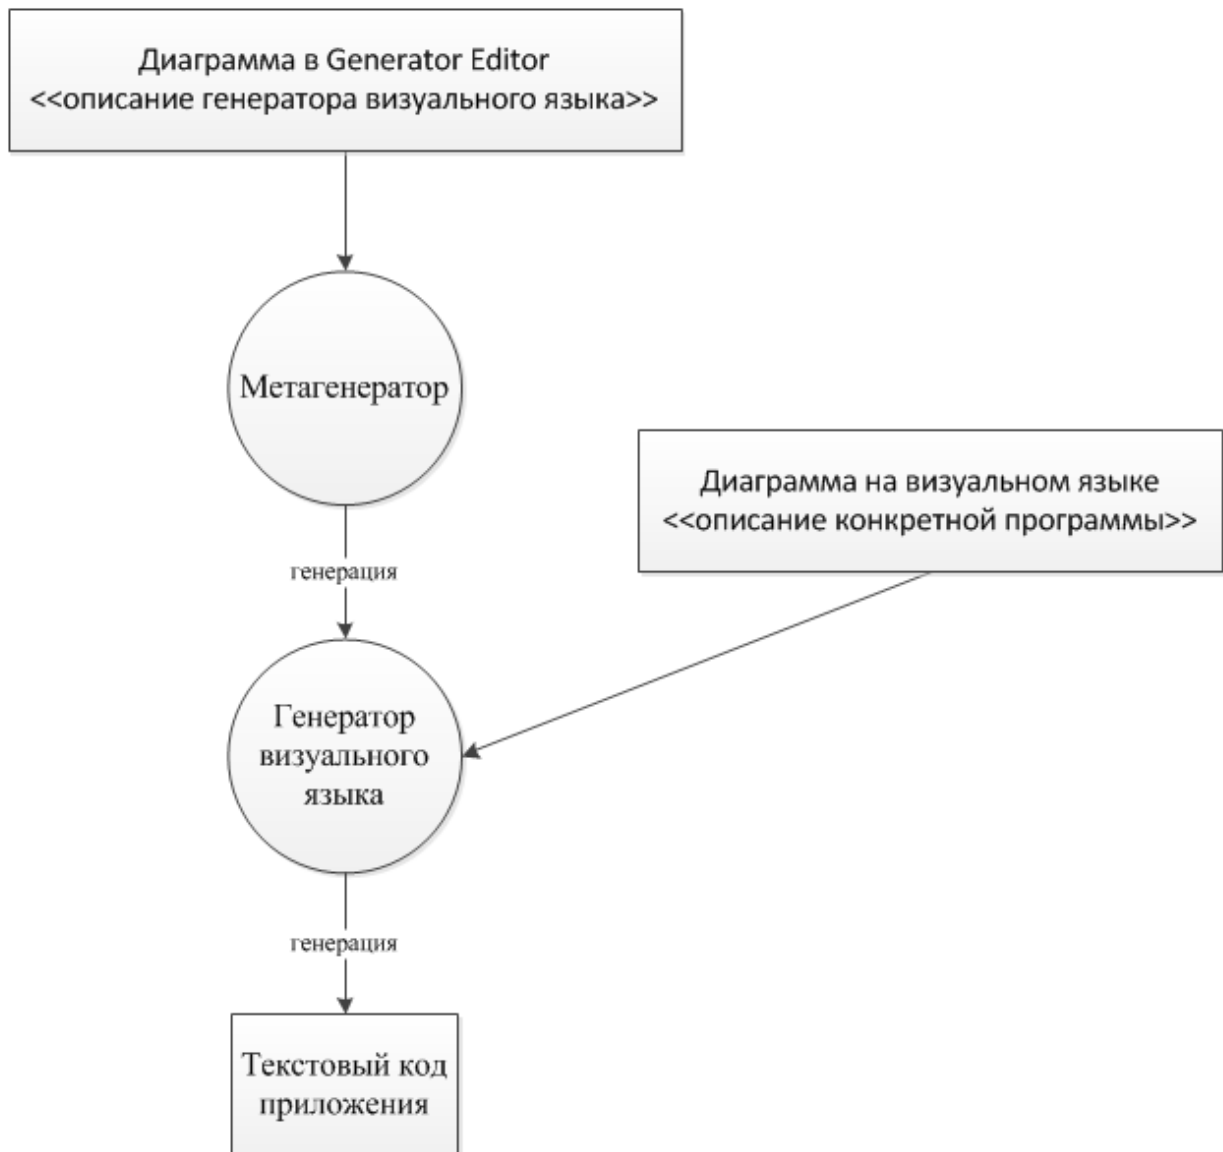 Диаграмма в Generator Editor
<<описание генератора визуального языка>>
Метагенератор
Диаграмма на визуальном языке
<<описание конкретной программы>>
генерация
Генератор
визуального
языка
генерация
Текстовый код
приложения